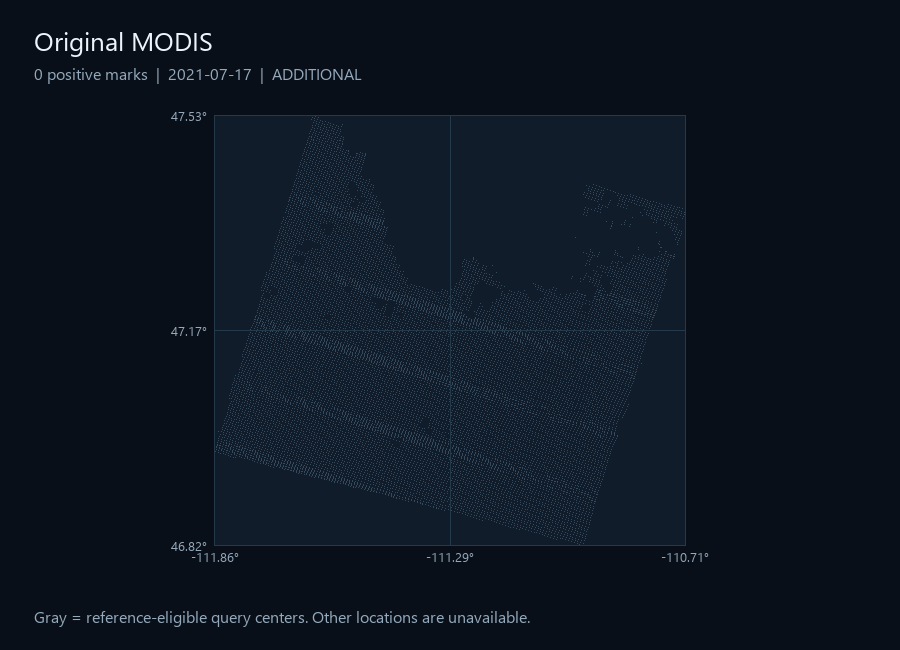 Original MODIS
0 positive marks | 2021-07-17 | ADDITIONAL
47.53°
47.17°
46.82°
-111.86°
-111.29°
-110.71°
Gray = reference-eligible query centers. Other locations are unavailable.